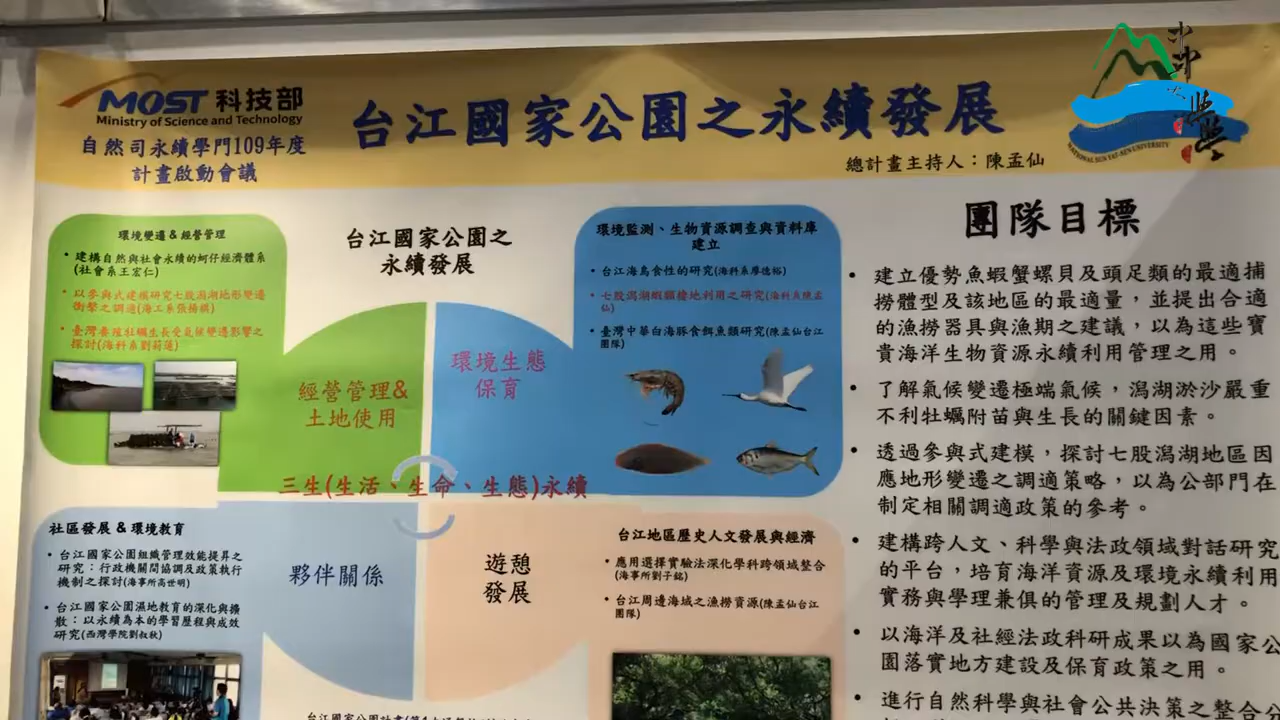 MOST 科技部
Ministry of Science and Technology
自然司永續學門109年度
計畫啟動會議
台江國家公園之永續發展
總計畫主持人：陳孟仙
NATIONAL SUN YAT-SEN UNIVERSITY
環境變遷 & 經營管理
• 建構自然與社會永續的蚵仔經濟體系
(社會系王宏仁)
• 以參與式建模研究七股潟湖地形變遷
衝擊之調適(海工系張揚祺)
• 臺灣養殖牡蠣生長受氣候變遷影響之
探討(海科系劉莉蓮)
台江國家公園之
永續發展
環境監測、生物資源調查與資料庫
建立
• 台江海鳥食性的研究(海科系廖德裕)
• 七股潟湖蝦類棲地利用之研究(海科系陳孟
仙)
• 臺灣中華白海豚食餌魚類研究(陳孟仙台江
團隊)
經營管理&
土地使用
環境生態
保育
三生(生活、生命、生態)永續
夥伴關係
遊憩
發展
社區發展 & 環境教育
• 台江國家公園組織管理效能提昇之
研究：行政機關間協調及政策執行
機制之探討(海事所高世明)
• 台江國家公園濕地教育的深化與擴
散：以永續為本的學習歷程與成效
研究(西灣學院劉叔秋)
台江地區歷史人文發展與經濟
• 應用選擇實驗法深化學科跨領域整合
(海事所劉子銘)
• 台江周邊海域之漁撈資源(陳孟仙台江
團隊)
團隊目標
• 建立優勢魚蝦蟹螺貝及頭足類的最適捕
撈體型及該地區的最適量，並提出合適
的漁撈器具與漁期之建議，以為這些寶
貴海洋生物資源永續利用管理之用。
• 了解氣候變遷極端氣候，潟湖淤沙嚴重
不利牡蠣附苗與生長的關鍵因素。
• 透過參與式建模，探討七股潟湖地區因
應地形變遷之調適策略，以為公部門在
制定相關調適政策的參考。
• 建構跨人文、科學與法政領域對話研究
的平台，培育海洋資源及環境永續利用
實務與學理兼俱的管理及規劃人才。
• 以海洋及社經法政科研成果以為國家公
園落實地方建設及保育政策之用。
• 進行自然科學與社會公共決策之整合公